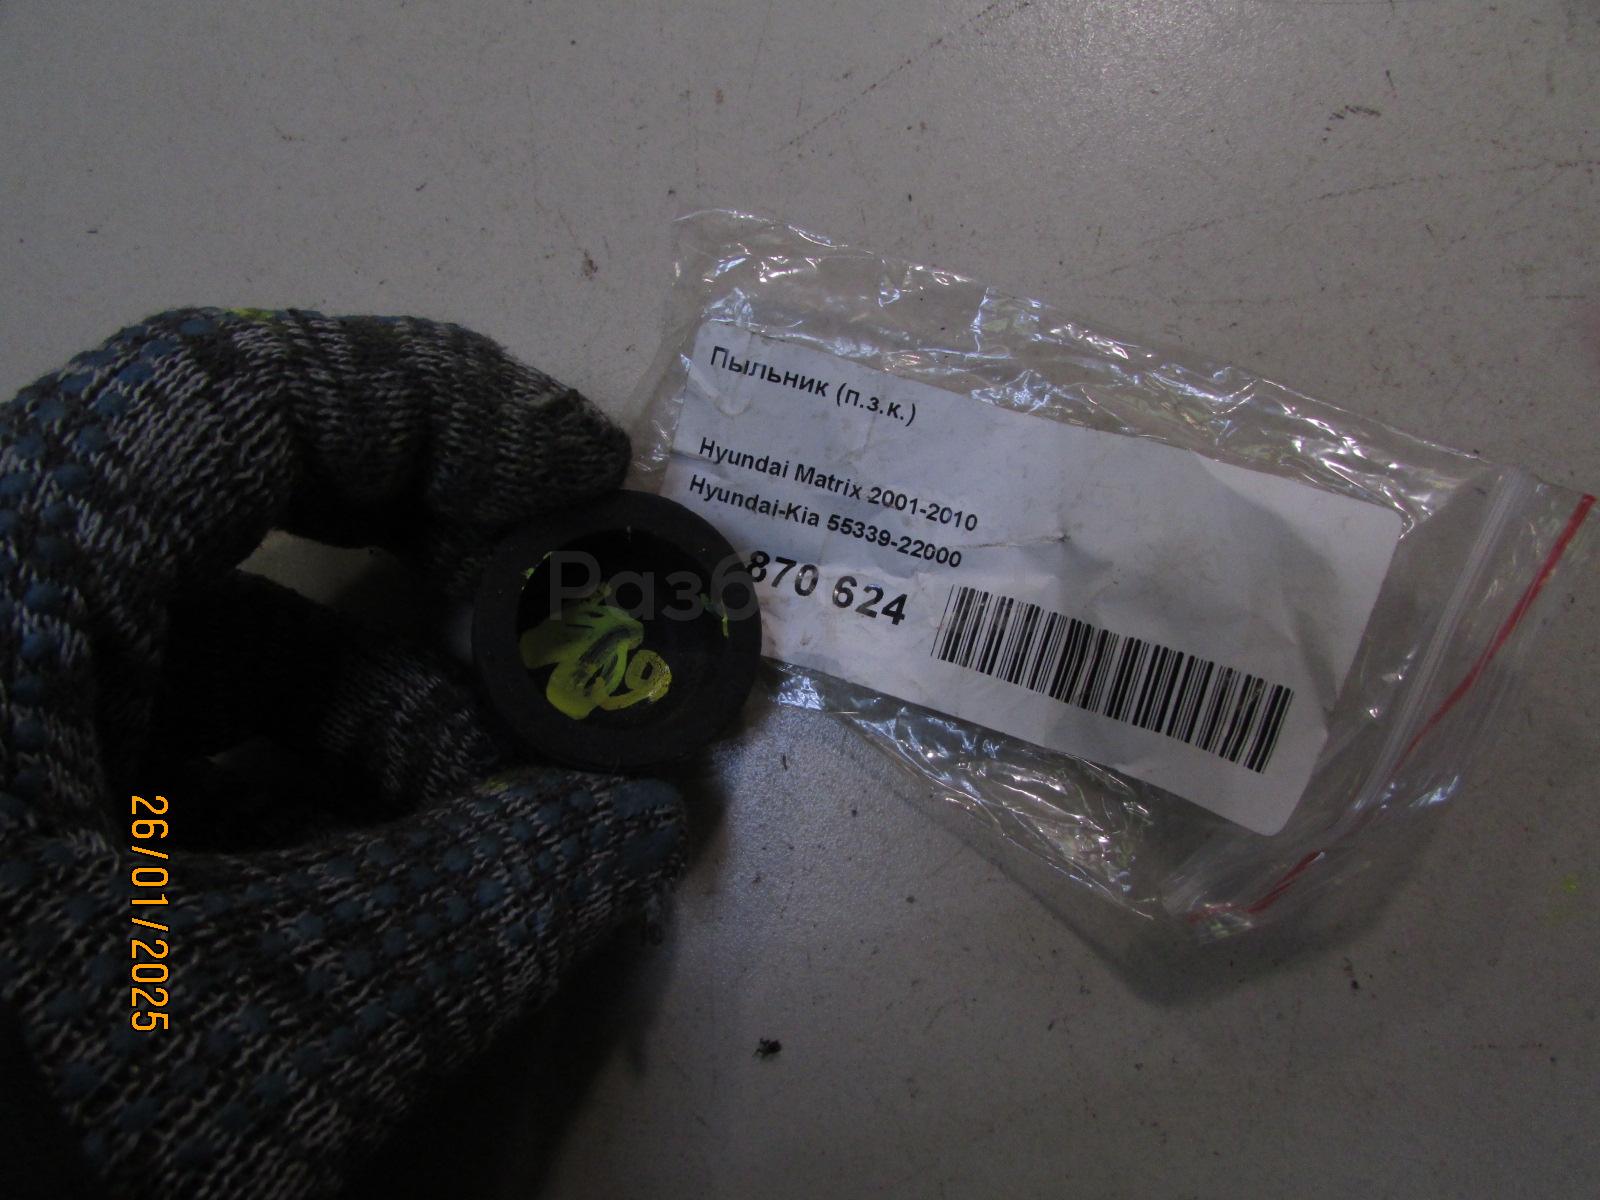 Пыльник (п.з.к.)
Hyundai Matrix 2001-2010
Hyundai-Kia 55339-22000
870 624
26/01/2025